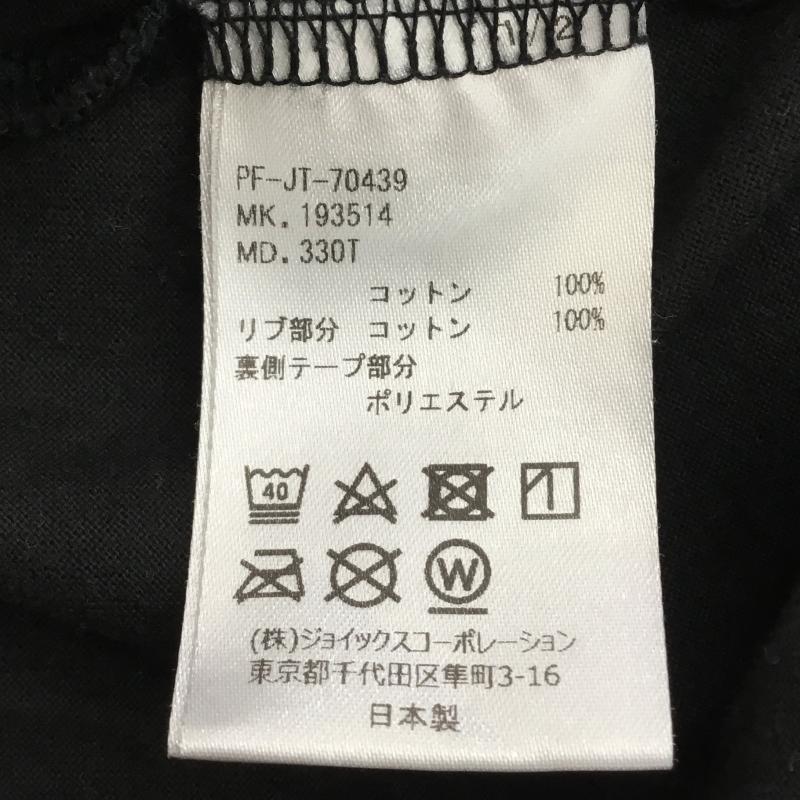 1/2
PF-JT-70439
MK. 193514
MD. 330T
コットン 100%
リブ部分 コットン 100%
裏側テープ部分
ポリエステル
40
W
(株)ジョイックスコーポレーション
東京都千代田区隼町3-16
日本製